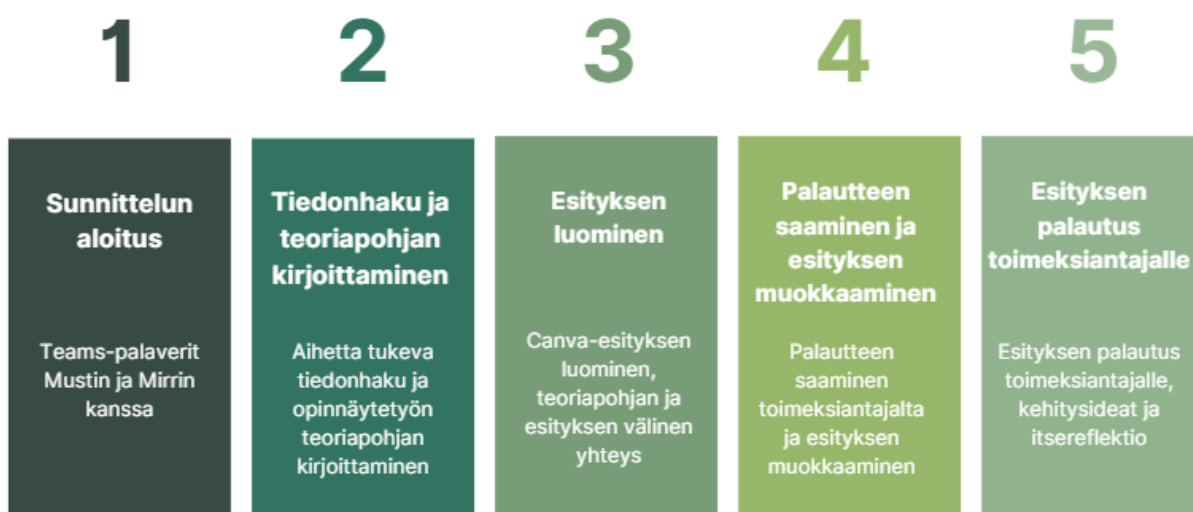 1
2
3
4
5
Sunnittelun
aloitus
Teams-palaverit
Mustin ja Mirrin
kanssa
Tiedonhaku ja
teoriapohjan
kirjoittaminen
Aihetta tukeva
tiedonhaku ja
opinnäytetyön
teoriapohjan
kirjoittaminen
Esityksen
luominen
Canva-esityksen
luominen,
teoriapohjan ja
esityksen välinen
yhteys
Palautteen
saaminen ja
esityksen
muokkaaminen
Palautteen
saaminen
toimeksiantajalta
ja esityksen
muokkaaminen
Esityksen
palautus
toimeksiantajalle
Esityksen palautus
toimeksiantajalle,
kehitysideat ja
itsereflektio